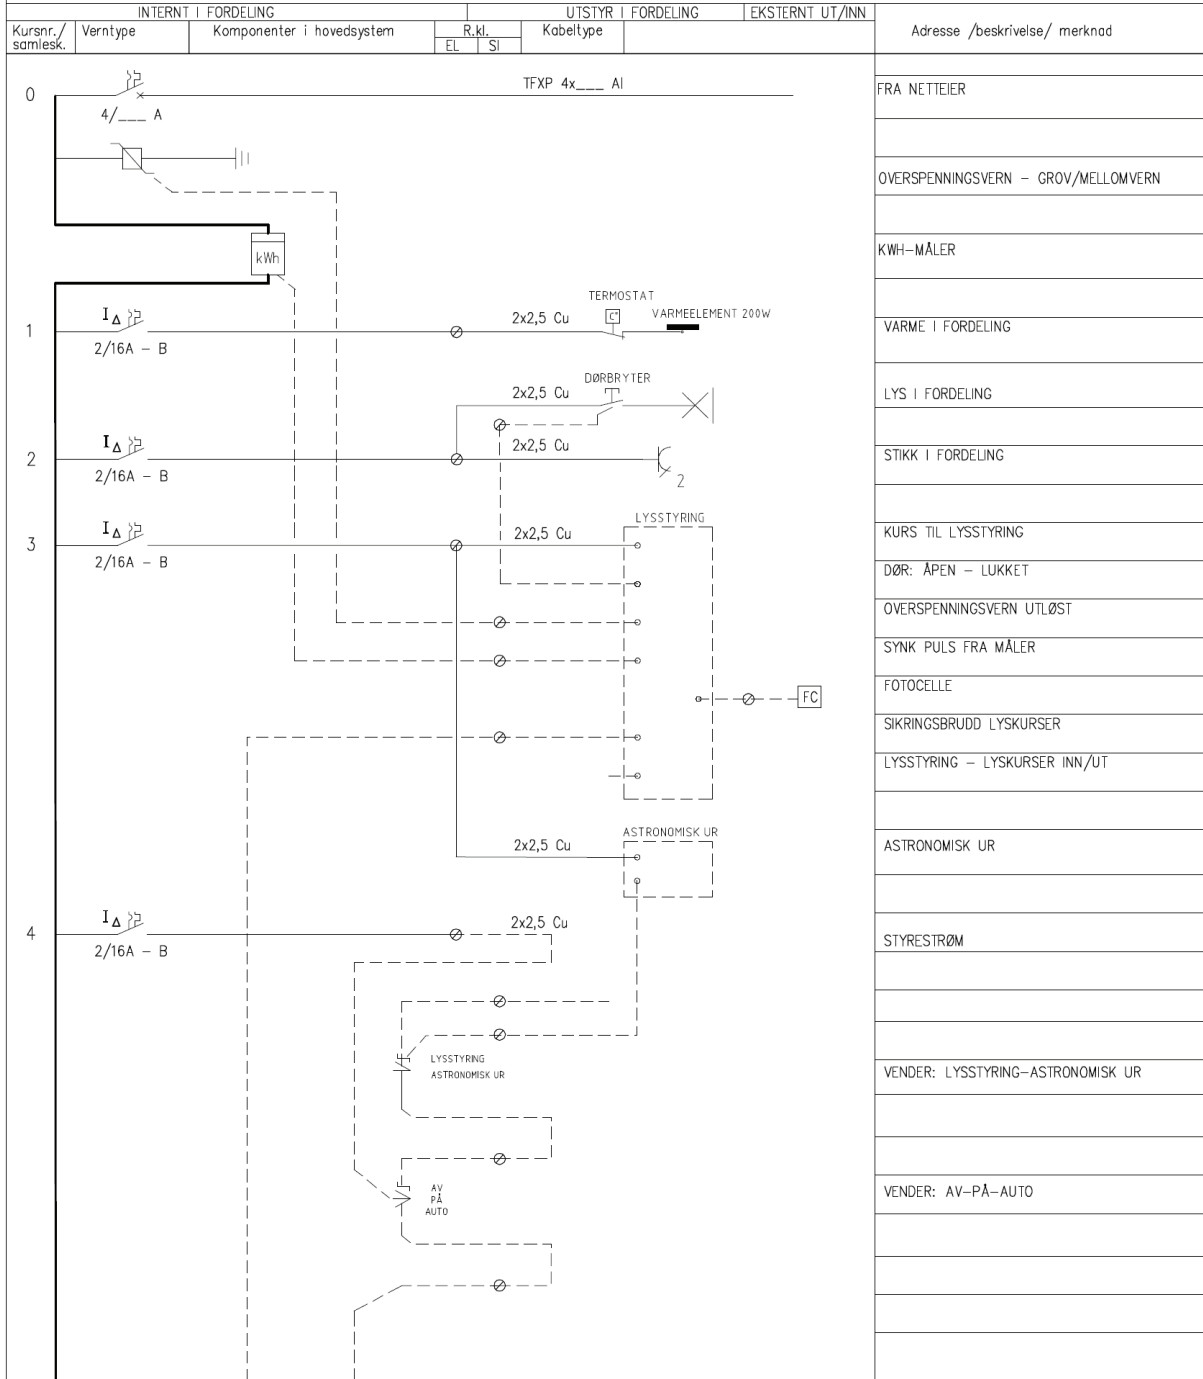 INTERNT I FORDELING
UTSTYR I FORDELING
EKSTERNT UT/INN
Kursnr./
samlesk.
Verntype
Komponenter i hovedsystem
R.kl.
EL
SI
Kabeltype
Adresse /beskrivelse/ merknad
0
4/___ A
TFXP 4x___ Al
FRA NETTEIER
OVERSPENNINGSVERN – GROV/MELLOMVERN
kWh
KWH–MÅLER
1
I Δ
2/16A – B
2x2,5 Cu
TERMOSTAT
C°
VARMEELEMENT 200W
VARME I FORDELING
2x2,5 Cu
DØRBRYTER
LYS I FORDELING
2
I Δ
2/16A – B
2x2,5 Cu
2
STIKK I FORDELING
3
I Δ
2/16A – B
2x2,5 Cu
LYSSTYRING
KURS TIL LYSSTYRING
DØR: ÅPEN – LUKKET
OVERSPENNINGSVERN UTLØST
SYNK PULS FRA MÅLER
FC
FOTOCELLE
SIKRINGSBRUDD LYSKURSER
LYSSTYRING – LYSKURSER INN/UT
2x2,5 Cu
ASTRONOMISK UR
ASTRONOMISK UR
4
I Δ
2/16A – B
2x2,5 Cu
STYRESTRØM
LYSSTYRING
ASTRONOMISK UR
VENDER: LYSSTYRING–ASTRONOMISK UR
AV
PÅ
AUTO
VENDER: AV–PÅ–AUTO